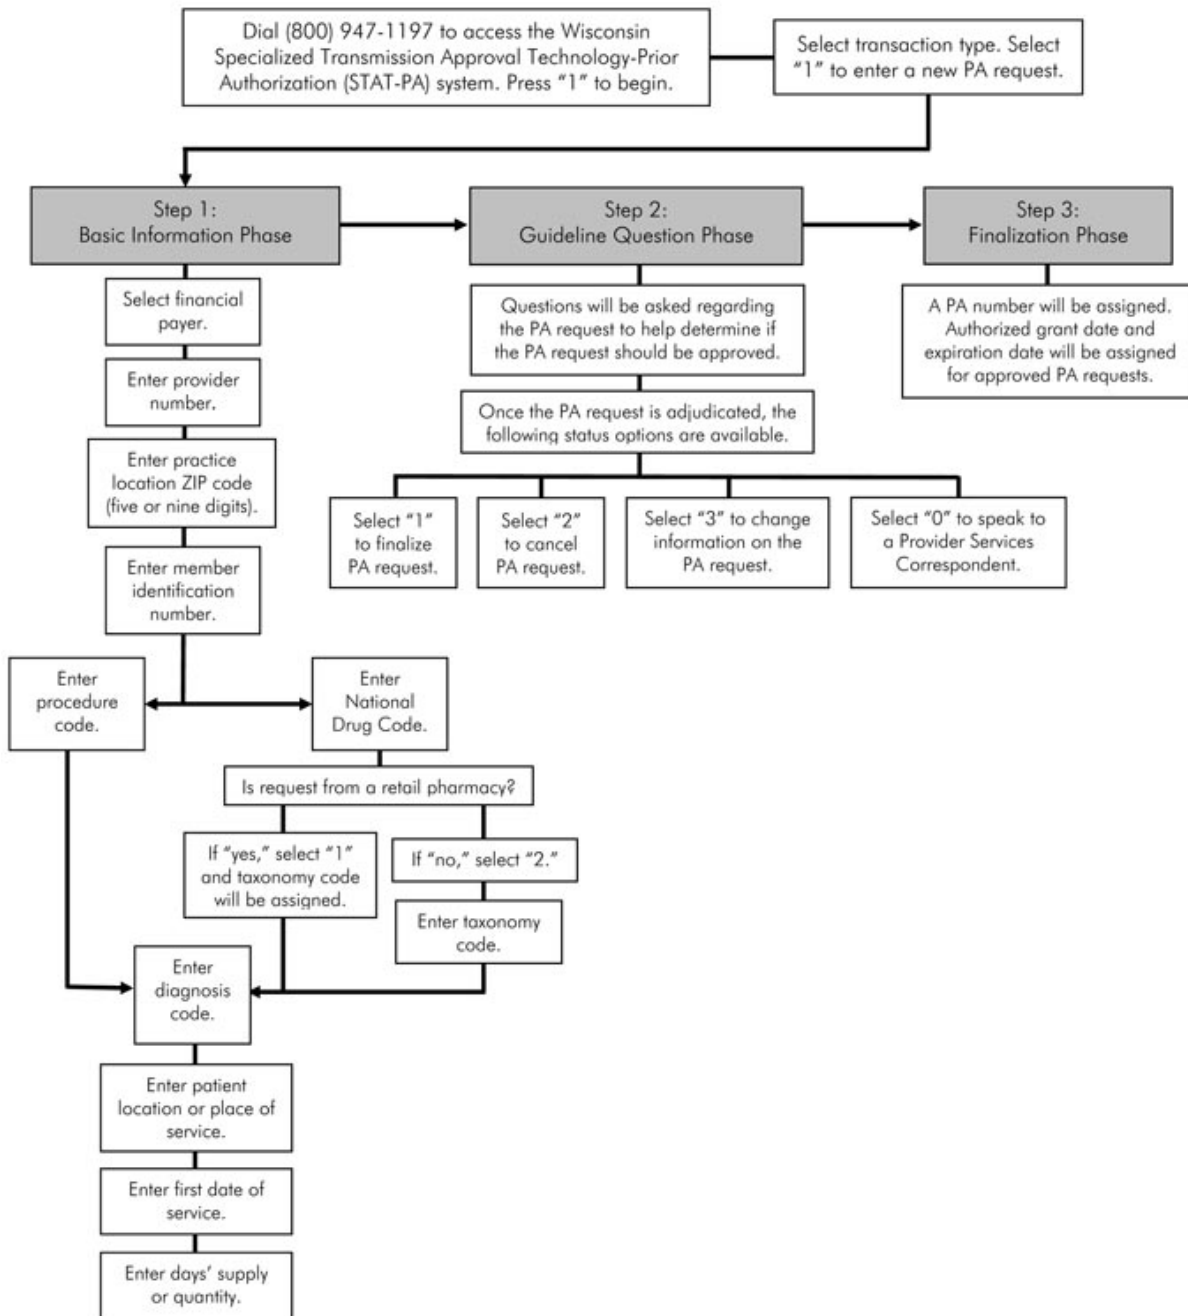 Dial (800) 947-1197 to access the Wisconsin
Specialized Transmission Approval Technology-Prior
Authorization (STAT-PA) system. Press “1” to begin.
Select transaction type. Select
“1” to enter a new PA request.
Step 1:
Basic Information Phase
Step 2:
Guideline Question Phase
Step 3:
Finalization Phase
Select financial
payer.
Enter provider
number.
Enter practice
location ZIP code
(five or nine digits).
Enter member
identification
number.
Questions will be asked regarding
the PA request to help determine if
the PA request should be approved.
Once the PA request is adjudicated, the
following status options are available.
Select “1”
to finalize
PA request.
Select “2”
to cancel
PA request.
Select “3” to change
information on the
PA request.
Select “0” to speak to
a Provider Services
Correspondent.
A PA number will be assigned.
Authorized grant date and
expiration date will be assigned
for approved PA requests.
Enter
procedure
code.
Enter
National
Drug Code.
Is request from a retail pharmacy?
If “yes,” select “1”
and taxonomy code
will be assigned.
If “no,” select “2.”
Enter taxonomy
code.
Enter
diagnosis
code.
Enter patient
location or place of
service.
Enter first date of
service.
Enter days’ supply
or quantity.